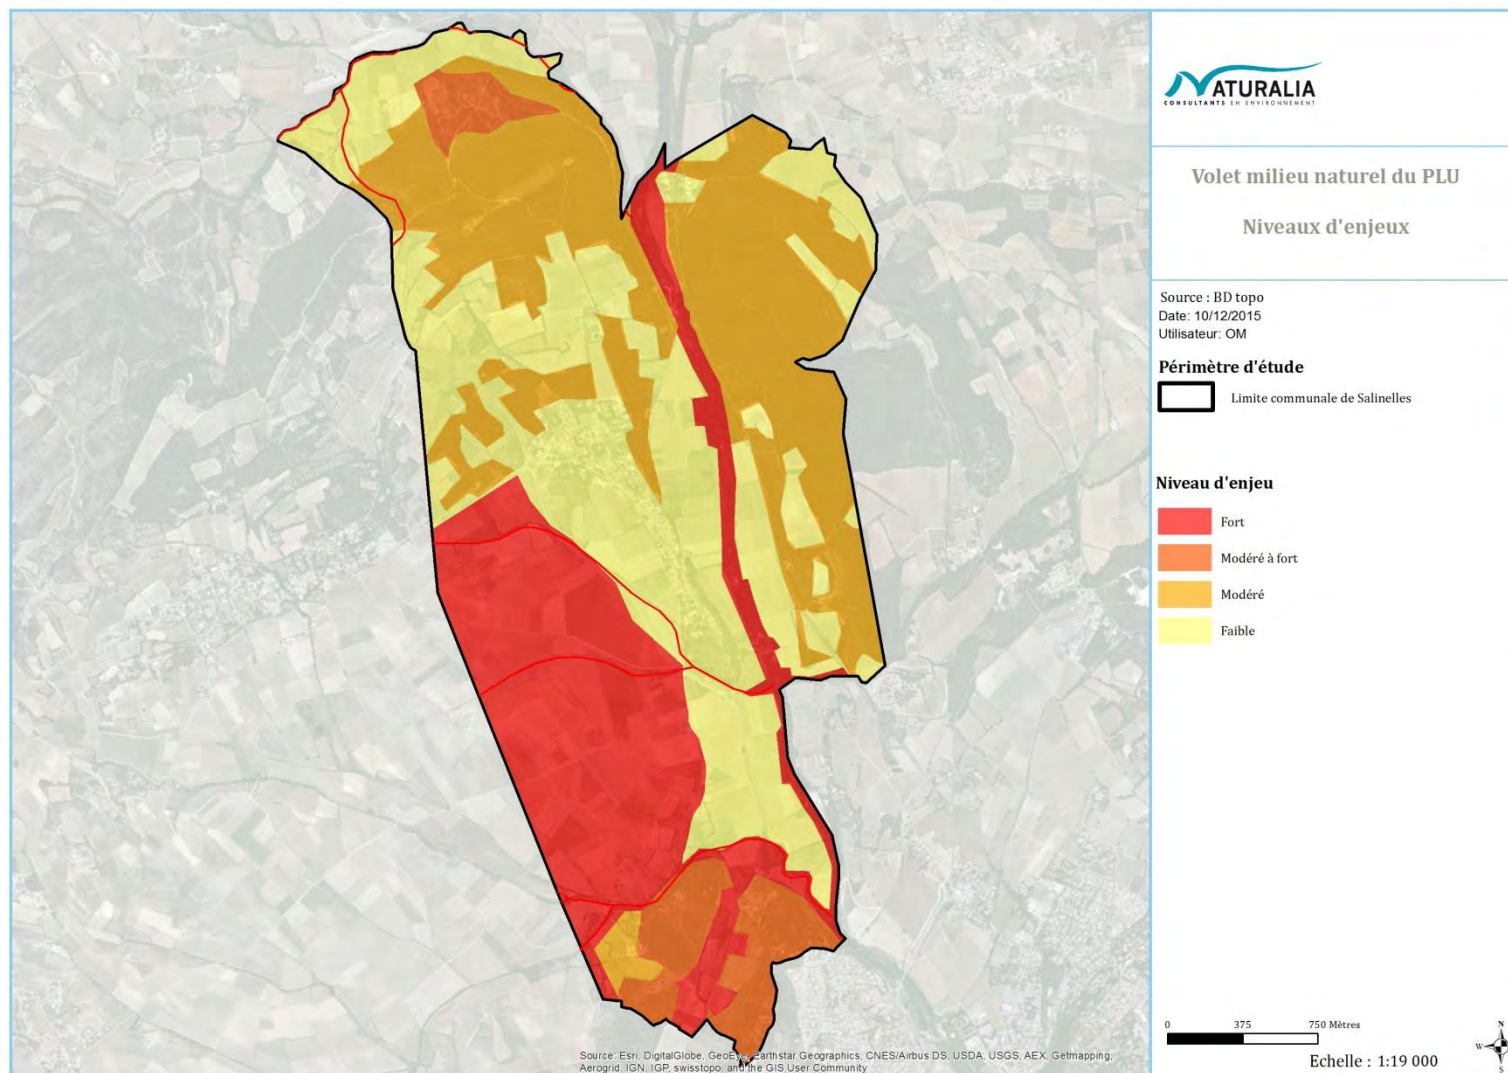 NATURALIA
CONSULTANTS EN ENVIRONNEMENT
Volet milieu naturel du PLU
Niveaux d'enjeux
Source : BD topo
Date: 10/12/2015
Utilisateur: OM
Périmètre d'étude
Limite communale de Salinelles
Niveau d'enjeu
Fort
Modéré à fort
Modéré
Faible
0 375 750 Mètres
Echelle : 1:19 000
N
W
S
Source: Esri, DigitalGlobe, GeoEye, Earthstar Geographics, CNES/Airbus DS, USDA, USGS, AEX, Getmapping,
Aerogrid, IGN, IGP, swisstopo, and the GIS User Community